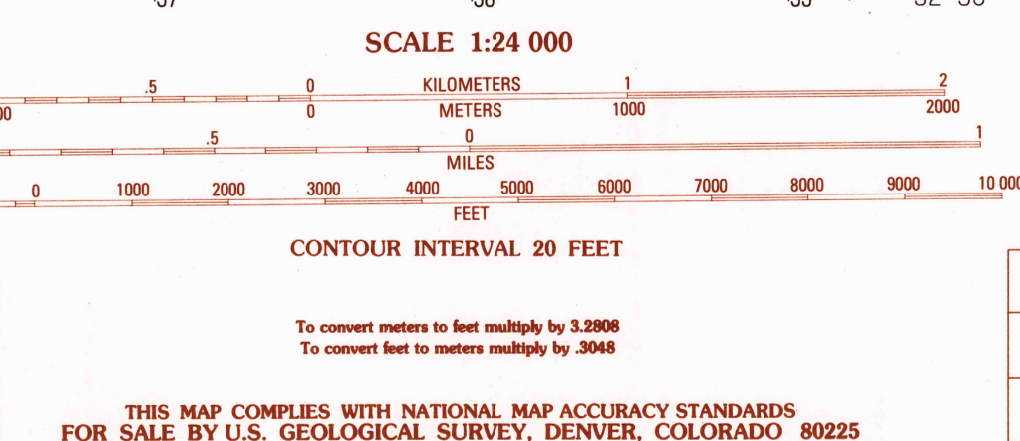 SCALE 1:24 000
.5 0 KILOMETERS 1 2
0 METERS 1000 2000
.5 0 1
MILES
0 1000 2000 3000 4000 5000 6000 7000 8000 9000 10 000
FEET
CONTOUR INTERVAL 20 FEET
To convert meters to feet multiply by 3.2808
To convert feet to meters multiply by .3048
THIS MAP COMPLIES WITH NATIONAL MAP ACCURACY STANDARDS
FOR SALE BY U.S. GEOLOGICAL SURVEY, DENVER, COLORADO 80225